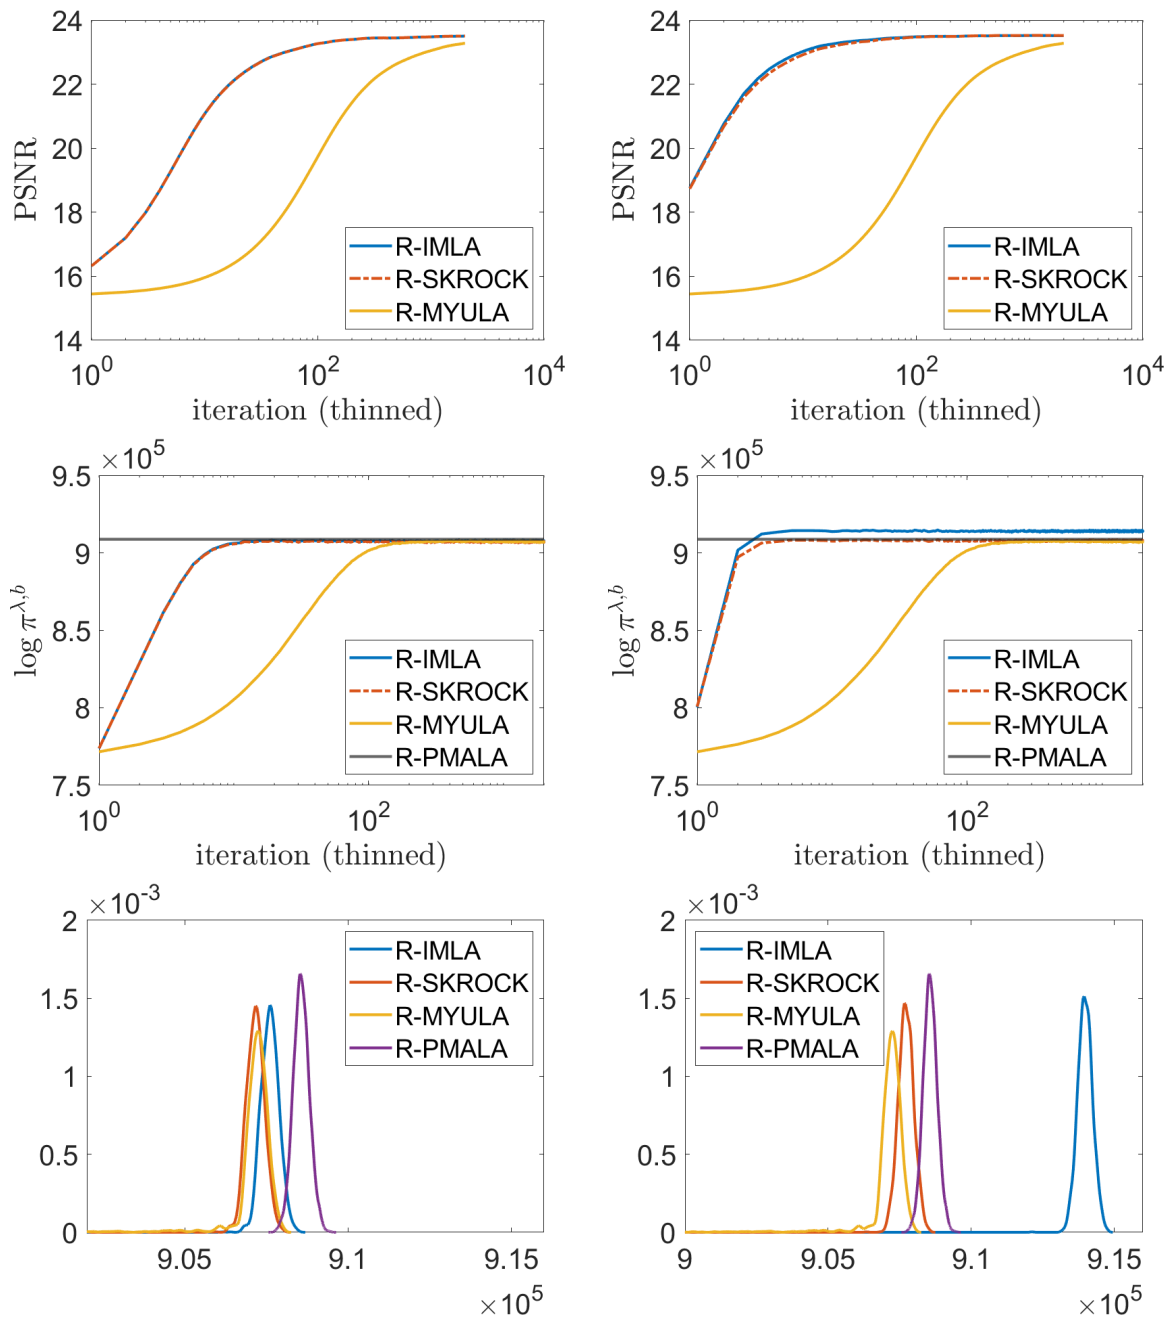 24
22
20
18
16
14
PSNR
10^0
10^2
10^4
iteration (thinned)
R-IMLA
R-SKROCK
R-MYULA
24
22
20
18
16
14
PSNR
10^0
10^2
10^4
iteration (thinned)
R-IMLA
R-SKROCK
R-MYULA
×10^5
9.5
9
8.5
8
7.5
log π^{λ,b}
10^0
10^2
iteration (thinned)
R-IMLA
R-SKROCK
R-MYULA
R-PMALA
×10^5
9.5
9
8.5
8
7.5
log π^{λ,b}
10^0
10^2
iteration (thinned)
R-IMLA
R-SKROCK
R-MYULA
R-PMALA
×10^-3
2
1.5
1
0.5
0
9.05
9.1
9.15
×10^5
R-IMLA
R-SKROCK
R-MYULA
R-PMALA
×10^-3
2
1.5
1
0.5
0
9
9.05
9.1
9.15
×10^5
R-IMLA
R-SKROCK
R-MYULA
R-PMALA